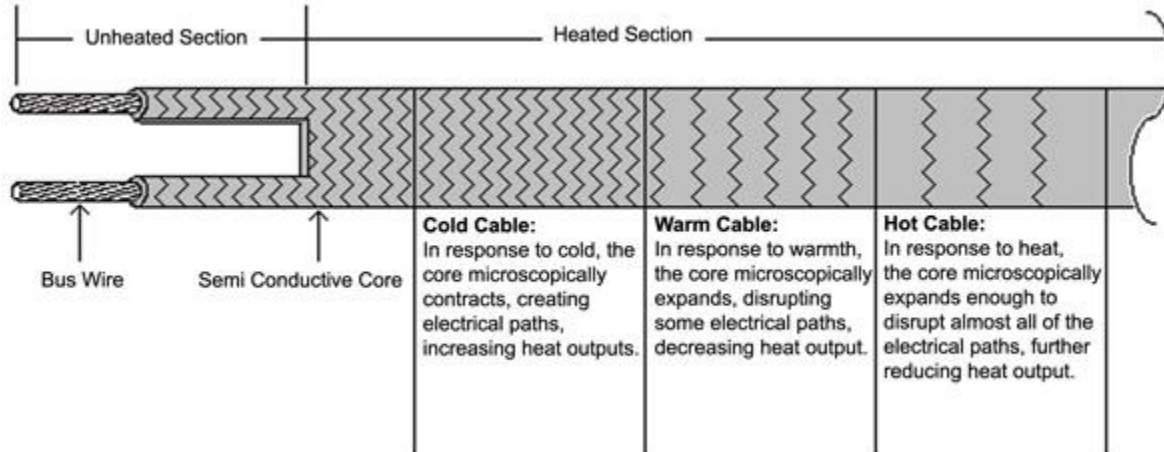 Unheated Section
Heated Section
Bus Wire
Semi Conductive Core
Cold Cable:
In response to cold, the
core microscopically
contracts, creating
electrical paths,
increasing heat outputs.
Warm Cable:
In response to warmth,
the core microscopically
expands, disrupting
some electrical paths,
decreasing heat output.
Hot Cable:
In response to heat,
the core microscopically
expands enough to
disrupt almost all of the
electrical paths, further
reducing heat output.